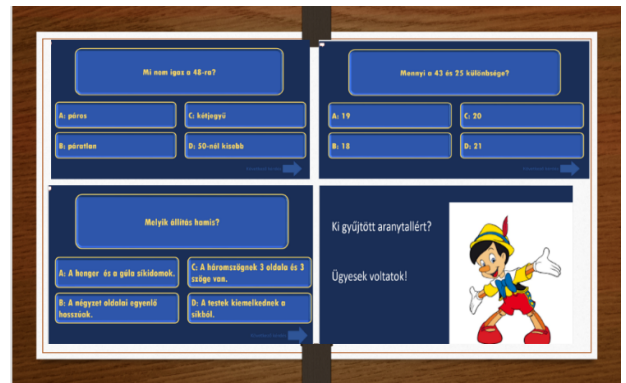 Mi nem igaz a 48-ra?
A: páros
C: kétjegyű
B: páratlan
D: 50-nél kisebb
Mennyi a 43 és 25 különbsége?
A: 19
C: 20
B: 18
D: 21
Melyik állítás hamis?
A: A henger és a gúla síkidomok.
C: A háromszögnek 3 oldala és 3
szöge van.
B: A négyzet oldalai egyenlő
hosszúak.
D: A testek kiemelkednek a
síkból.
Ki gyűjtött aranytallért?
Ügyesek voltatok!